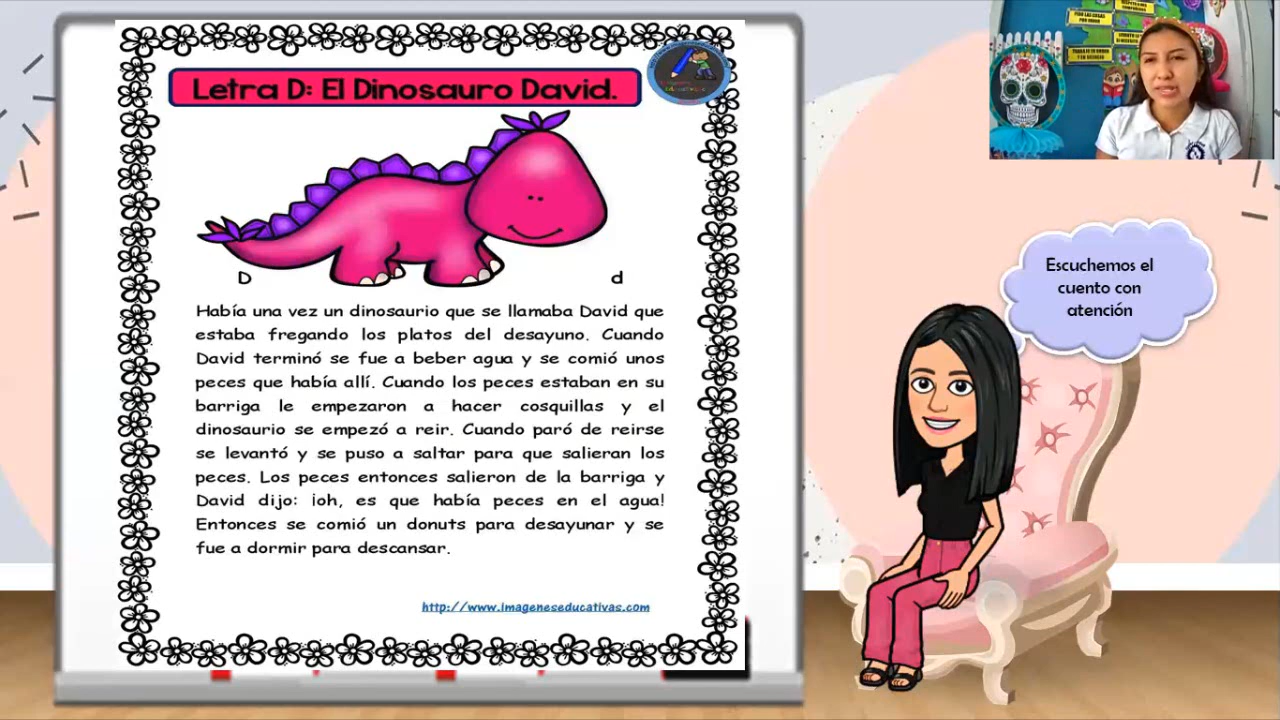 Letra D: El Dinosauro David.
D d
Había una vez un dinosaurio que se llamaba David que
estaba fregando los platos del desayuno. Cuando
David terminó se fue a beber agua y se comió unos
peces que había allí. Cuando los peces estaban en su
barriga le empezaron a hacer cosquillas y el
dinosaurio se empezó a reir. Cuando paró de reirse
se levantó y se puso a saltar para que salieran los
peces. Los peces entonces salieron de la barriga y
David dijo: ¡oh, es que había peces en el agua!
Entonces se comió un donuts para desayunar y se
fue a dormir para descansar.
http://www.imageneseducativas.com
Escuchemos el
cuento con
atención